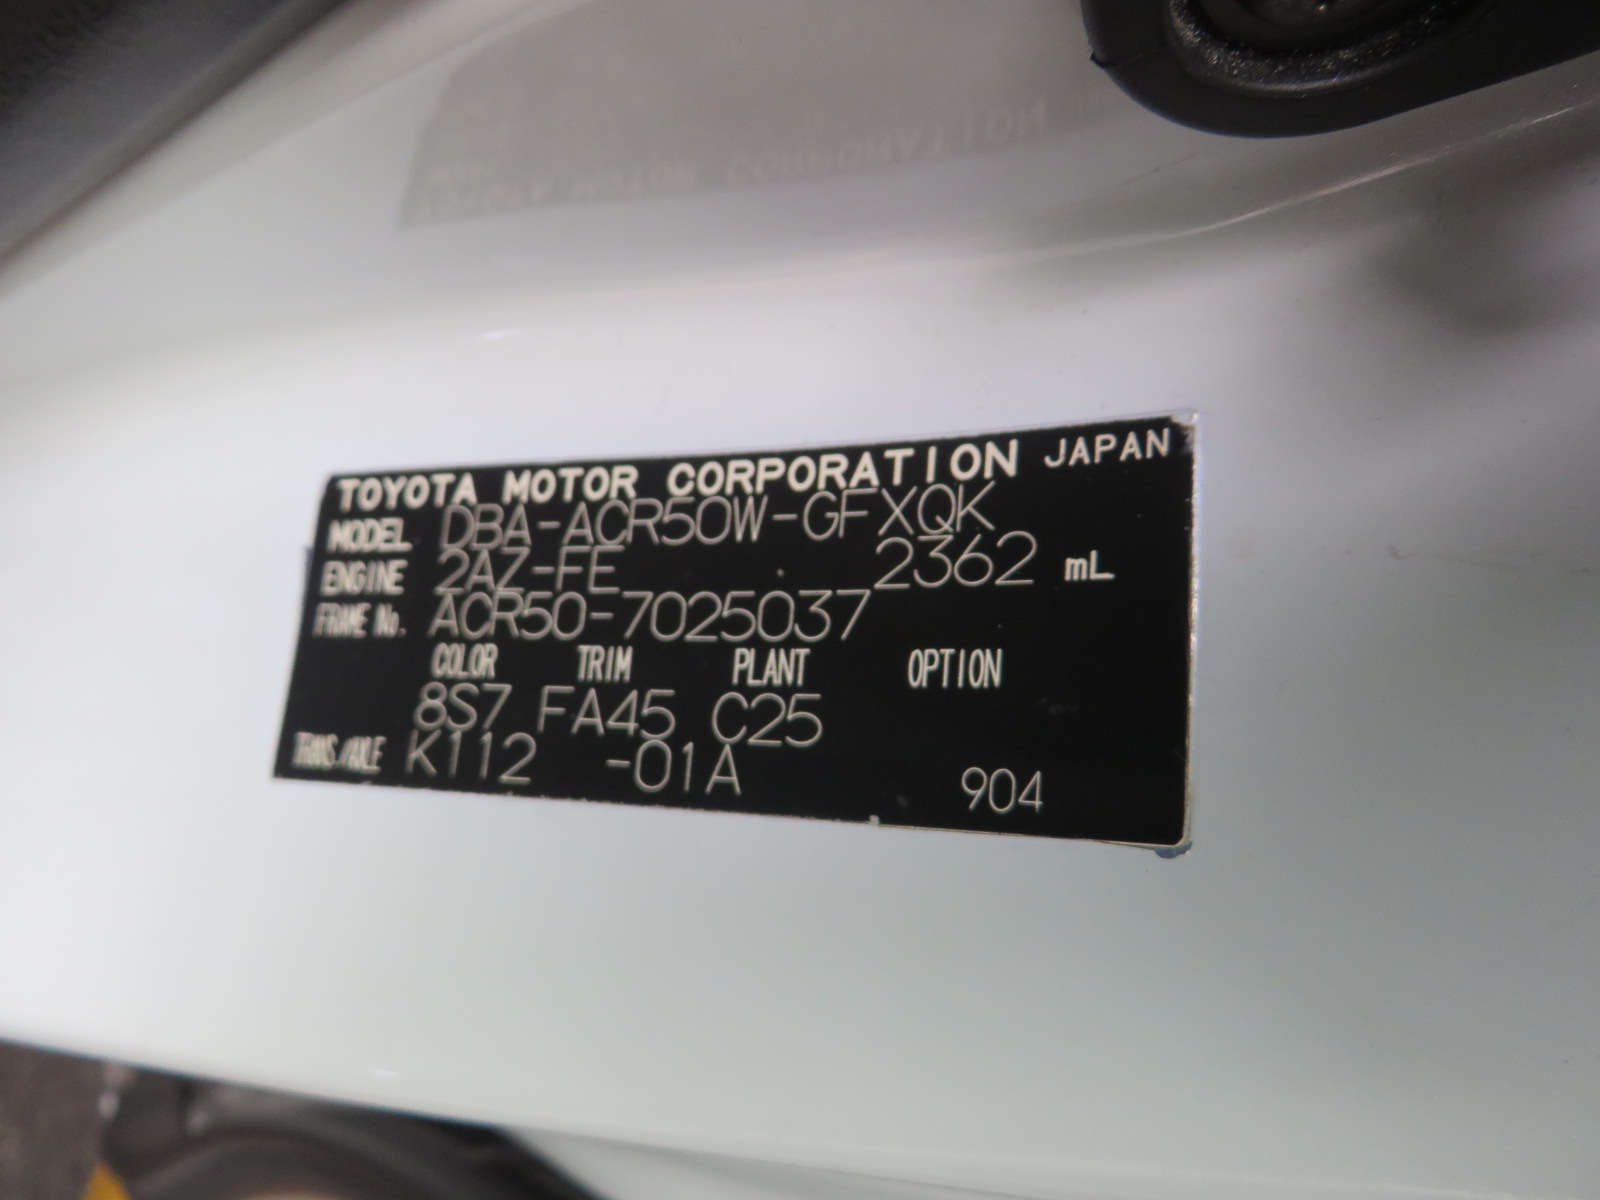 TOYOTA MOTOR CORPORATION JAPAN
MODEL DBA-ACR50W-GFXQK
ENGINE 2AZ-FE 2362 mL
FRAME No. ACR50-7025037
COLOR TRIM PLANT OPTION
8S7 FA45 C25
TRANS./AXLE K112 -01A 904